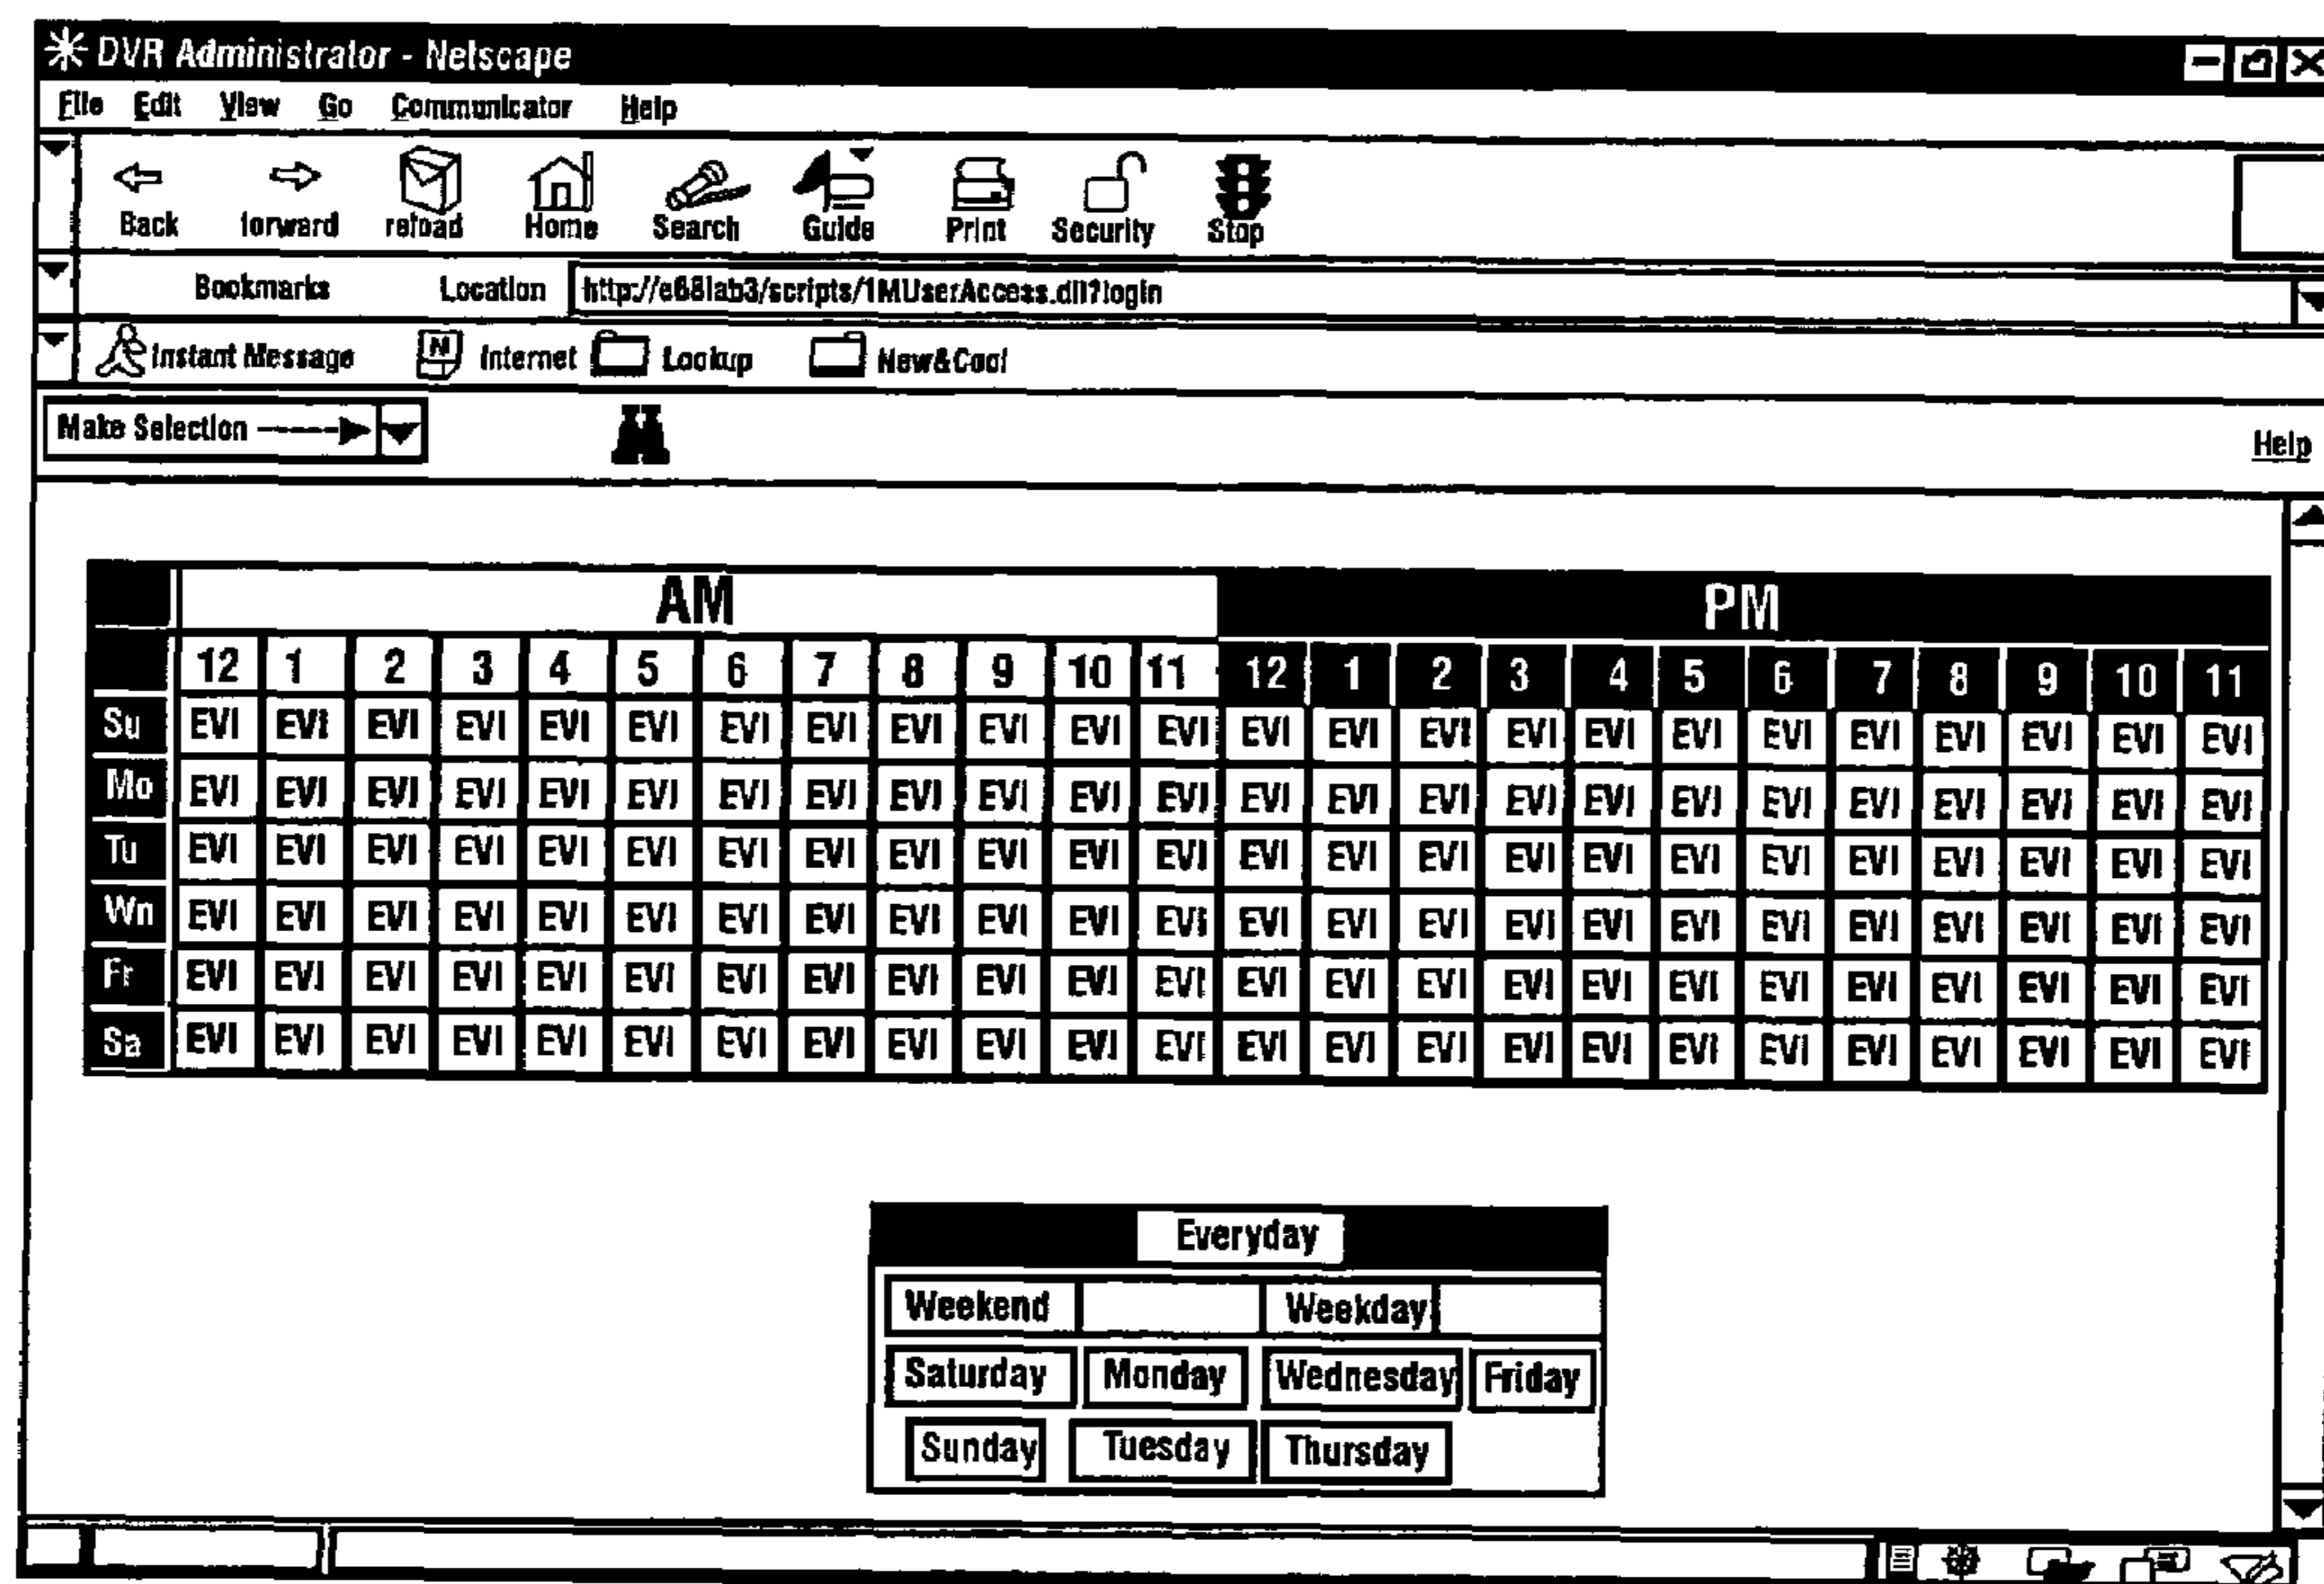 DVR Administrator - Netscape
File Edit View Go Communicator Help
Back forward reload Home Search Guide Print Security Stop
Bookmarks Location http://e681ab3/scripts/1MUserAccess.dll?login
Instant Message N Internet Lookup New&Cool
Make Selection
Help
AM PM
12 1 2 3 4 5 6 7 8 9 10 11 12 1 2 3 4 5 6 7 8 9 10 11
Su EVI EVI EVI EVI EVI EVI EVI EVI EVI EVI EVI EVI EVI EVI EVI EVI EVI EVI EVI EVI EVI EVI EVI EVI
Mo EVI EVI EVI EVI EVI EVI EVI EVI EVI EVI EVI EVI EVI EVI EVI EVI EVI EVI EVI EVI EVI EVI EVI EVI
Tu EVI EVI EVI EVI EVI EVI EVI EVI EVI EVI EVI EVI EVI EVI EVI EVI EVI EVI EVI EVI EVI EVI EVI EVI
Wn EVI EVI EVI EVI EVI EVI EVI EVI EVI EVI EVI EVI EVI EVI EVI EVI EVI EVI EVI EVI EVI EVI EVI EVI
Fr EVI EVI EVI EVI EVI EVI EVI EVI EVI EVI EVI EVI EVI EVI EVI EVI EVI EVI EVI EVI EVI EVI EVI EVI
Sa EVI EVI EVI EVI EVI EVI EVI EVI EVI EVI EVI EVI EVI EVI EVI EVI EVI EVI EVI EVI EVI EVI EVI EVI
Everyday
Weekend Weekday
Saturday Monday Wednesday Friday
Sunday Tuesday Thursday